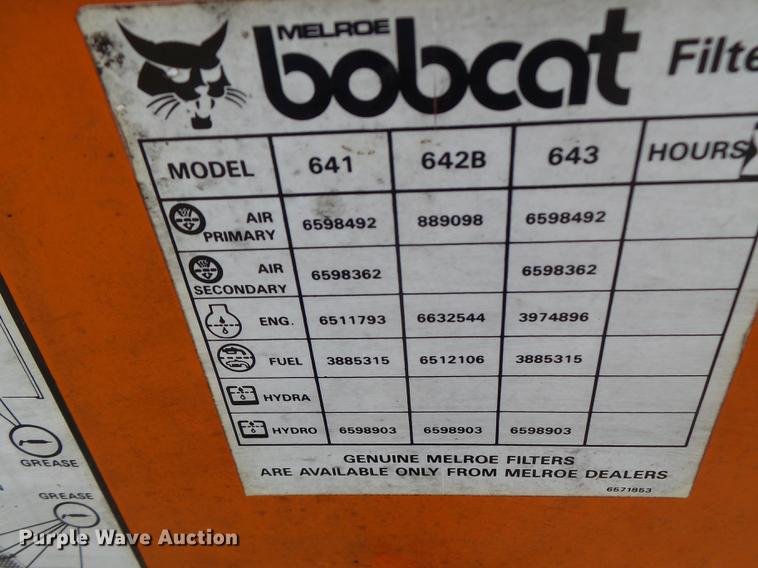 MELROE
bobcat Filte
MODEL 641 642B 643 HOURS
AIR PRIMARY 6598492 889098 6598492
AIR SECONDARY 6598362 6598362
ENG. 6511793 6632544 3974896
FUEL 3885315 6512106 3885315
HYDRA
HYDRO 6598903 6598903 6598903
GENUINE MELROE FILTERS
ARE AVAILABLE ONLY FROM MELROE DEALERS
6571853
GREASE
N
GREASE
Purple Wave Auction